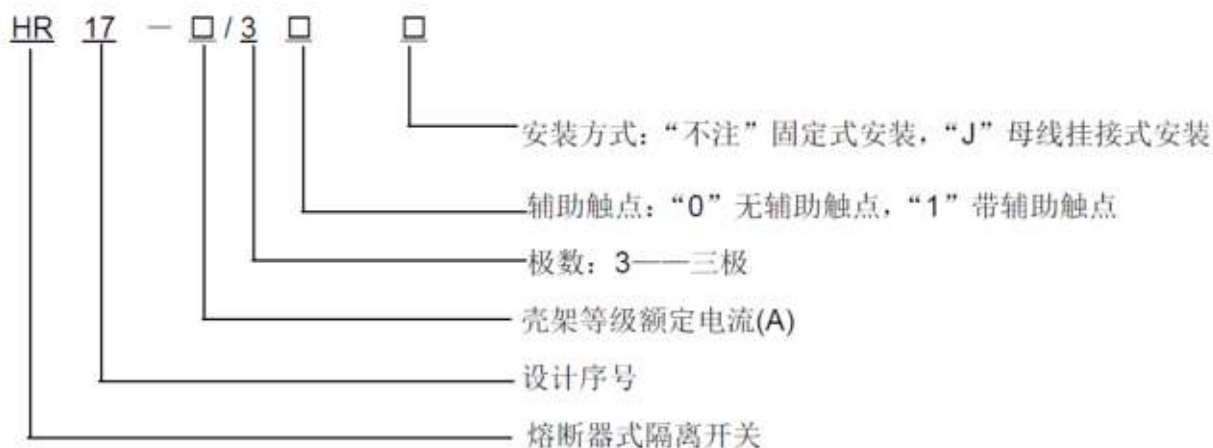 HR 17 — □ / 3 □ □
安装方式：“不注”固定式安装，“J”母线挂接式安装
辅助触点：“0”无辅助触点，“1”带辅助触点
极数：3——三极
壳架等级额定电流(A)
设计序号
熔断器式隔离开关